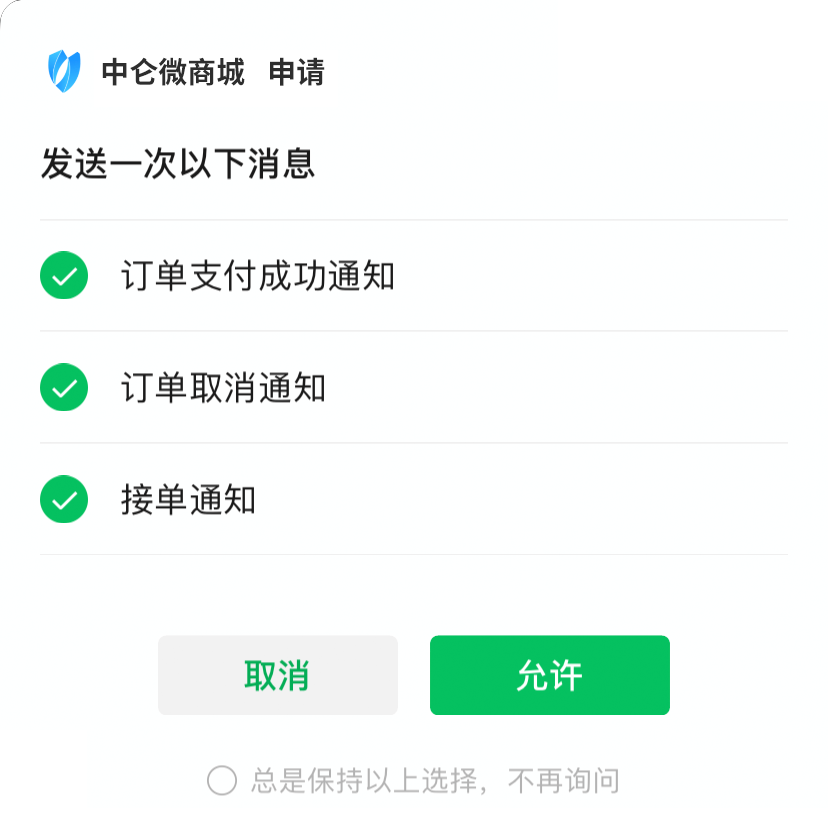 中仑微商城 申请
发送一次以下消息
订单支付成功通知
订单取消通知
接单通知
取消 允许
总是保持以上选择，不再询问